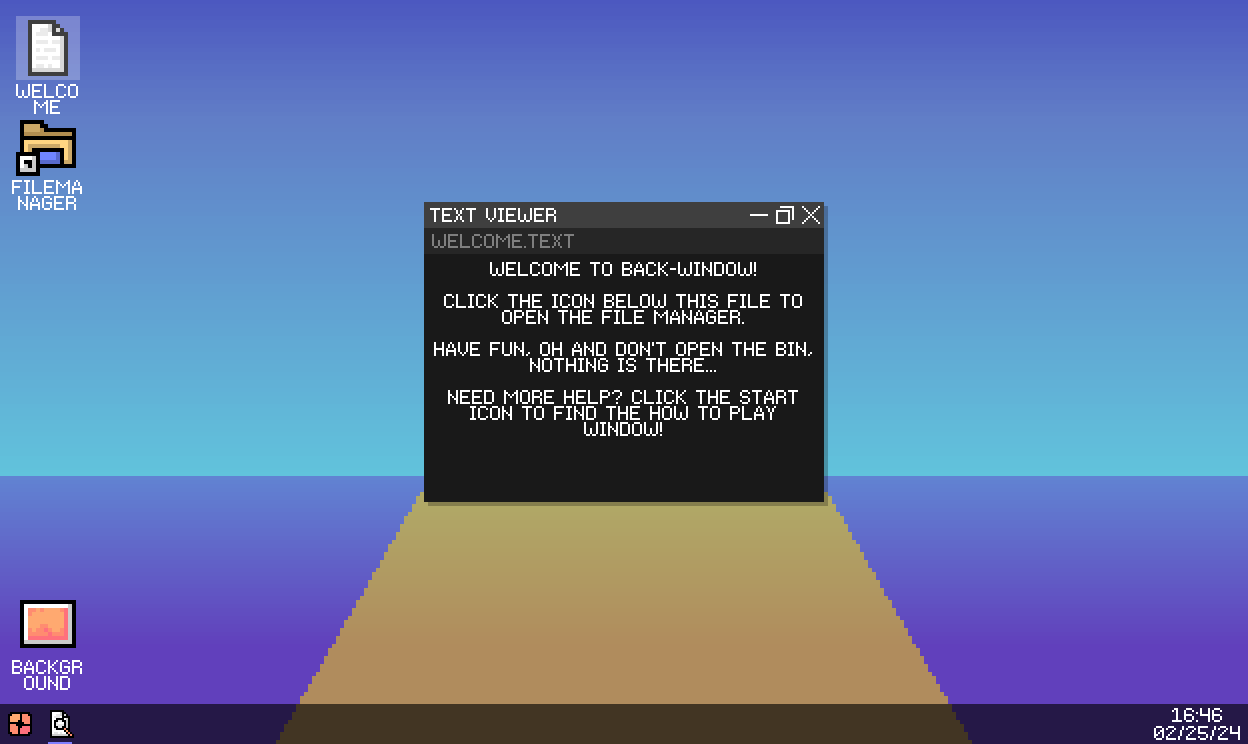 WELCO
ME
FILEMA
NAGER
TEXT VIEWER
WELCOME.TEXT
WELCOME TO BACK-WINDOW!
CLICK THE ICON BELOW THIS FILE TO
OPEN THE FILE MANAGER.
HAVE FUN, OH AND DON'T OPEN THE BIN,
NOTHING IS THERE...
NEED MORE HELP? CLICK THE START
ICON TO FIND THE HOW TO PLAY
WINDOW!
BACKGR
OUND
16:46
02/25/24